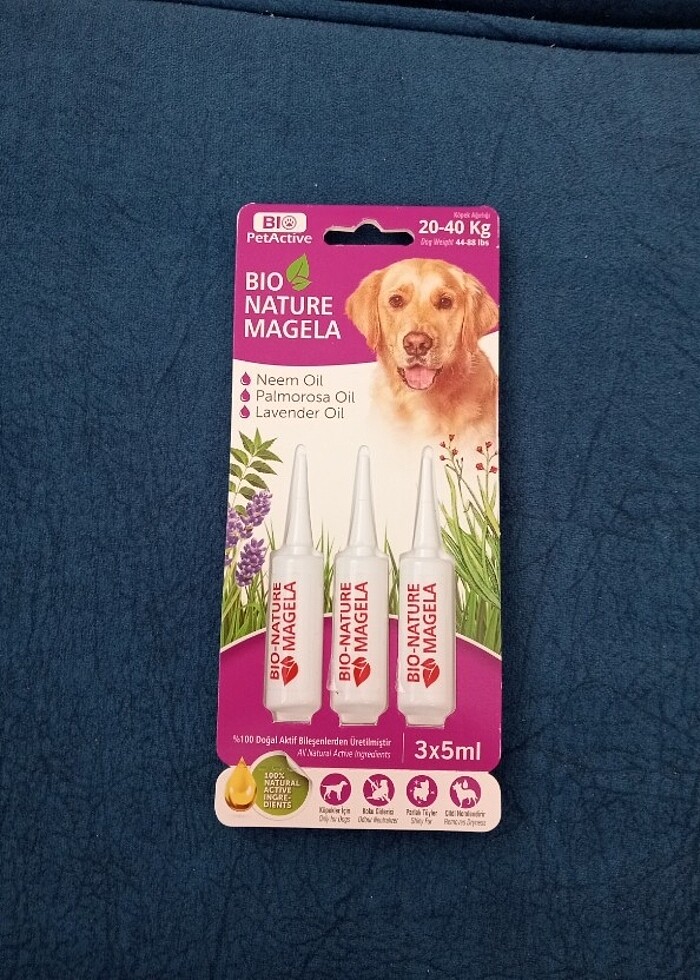 BIO
PetActive
Köpek Ağırlığı
20-40 Kg
Dog Weight 44-88 lbs
BIO
NATURE
MAGELA
Neem Oil
Palmorosa Oil
Lavender Oil
BIO-NATURE
MAGELA
BIO-NATURE
MAGELA
BIO-NATURE
MAGELA
%100 Doğal Aktif Bileşenlerden Üretilmiştir
All Natural Active Ingredients
3x5ml
100%
NATURAL
ACTIVE
INGRE-
DIENTS
Köpekler İçin
Only for Dogs
Koku Giderici
Odour Neutralizer
Parlak Tüyler
Shiny Fur
Cildi Nemlendirir
Removes Dryness